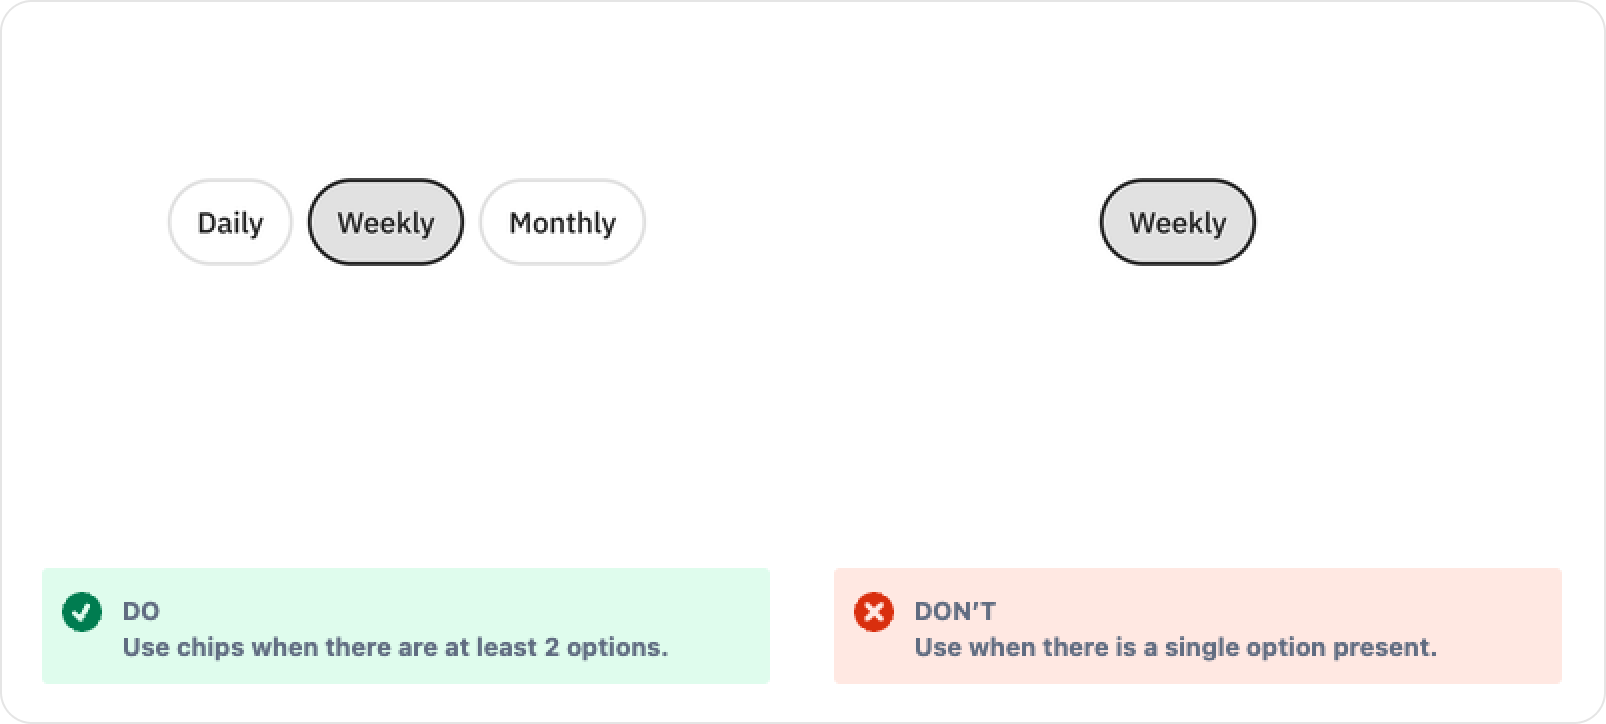 Daily
Weekly
Monthly
Weekly
DO
Use chips when there are at least 2 options.
DON’T
Use when there is a single option present.